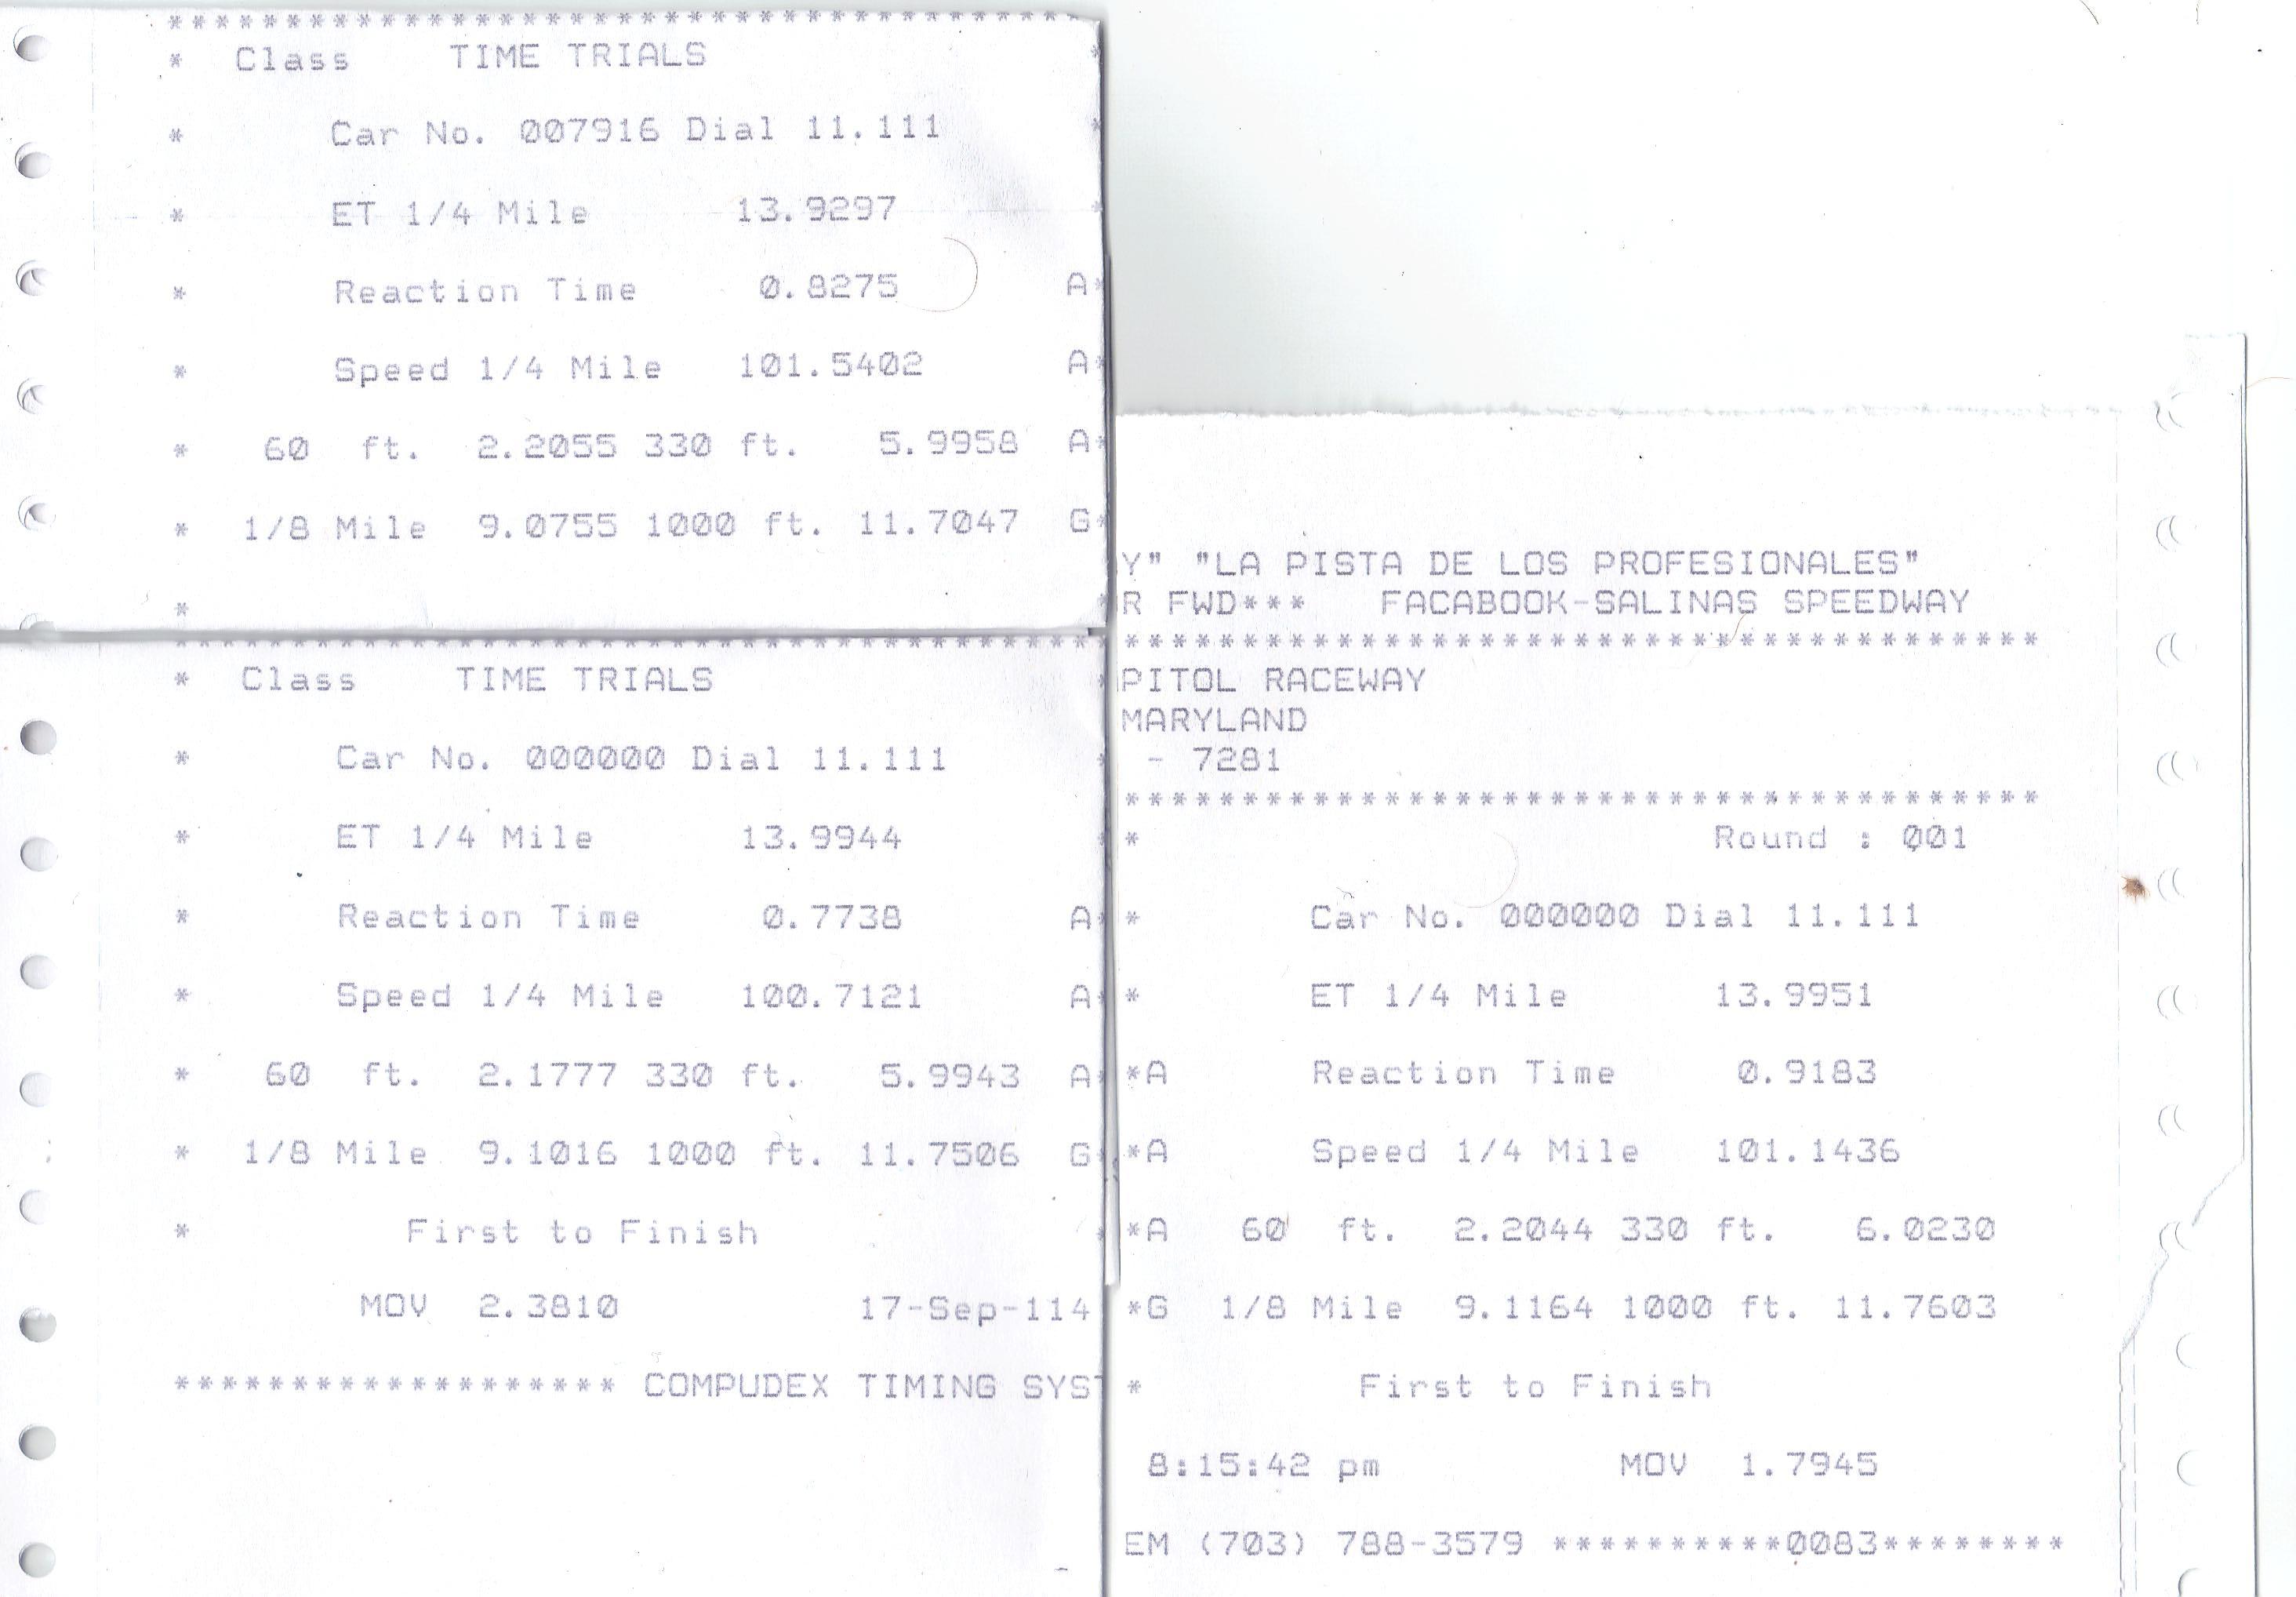 *****************************************
* Class TIME TRIALS *
* Car No. 007916 Dial 11.111 *
* ET 1/4 Mile 13.9297 *
* Reaction Time 0.8275 A*
* Speed 1/4 Mile 101.5402 A*
* 60 ft. 2.2055 330 ft. 5.9958 A*
* 1/8 Mile 9.0755 1000 ft. 11.7047 G*
*
*****************************************
* Class TIME TRIALS *
* Car No. 000000 Dial 11.111 *
* ET 1/4 Mile 13.9944 *
* Reaction Time 0.7738 A*
* Speed 1/4 Mile 100.7121 A*
* 60 ft. 2.1777 330 ft. 5.9943 A*
* 1/8 Mile 9.1016 1000 ft. 11.7506 G*
* First to Finish *
MOV 2.3810 17-Sep-114
******************* COMPUDEX TIMING SYST
Y" "LA PISTA DE LOS PROFESIONALES"
*R FWD*** FACABOOK-SALINAS SPEEDWAY
***************************************
PITOL RACEWAY
MARYLAND
- 7281
***************************************
* Round : 001
* Car No. 000000 Dial 11.111
* ET 1/4 Mile 13.9951
*A Reaction Time 0.9183
*A Speed 1/4 Mile 101.1436
*A 60 ft. 2.2044 330 ft. 6.0230
*G 1/8 Mile 9.1164 1000 ft. 11.7603
* First to Finish
8:15:42 pm MOV 1.7945
EM (703) 788-3579 **********0083********